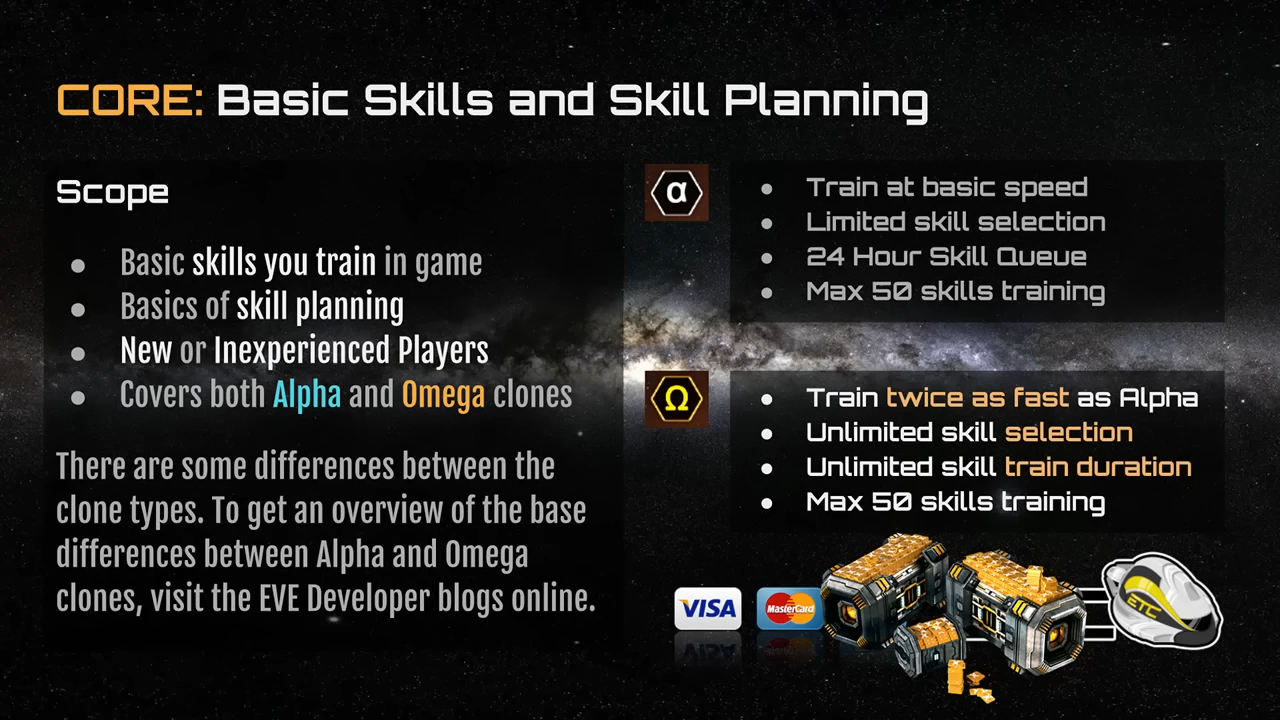 CORE: Basic Skills and Skill Planning
Scope
● Basic skills you train in game
● Basics of skill planning
● New or Inexperienced Players
● Covers both Alpha and Omega clones
There are some differences between the
clone types. To get an overview of the base
differences between Alpha and Omega
clones, visit the EVE Developer blogs online.
α
● Train at basic speed
● Limited skill selection
● 24 Hour Skill Queue
● Max 50 skills training
Ω
● Train twice as fast as Alpha
● Unlimited skill selection
● Unlimited skill train duration
● Max 50 skills training
VISA
MasterCard
ETC